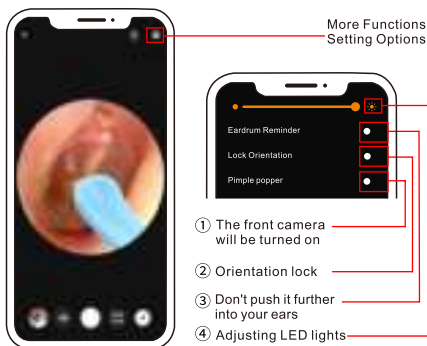 More Functions
Setting Options
Eardrum Reminder
Lock Orientation
Pimple popper
① The front camera
will be turned on
② Orientation lock
③ Don't push it further
into your ears
④ Adjusting LED lights